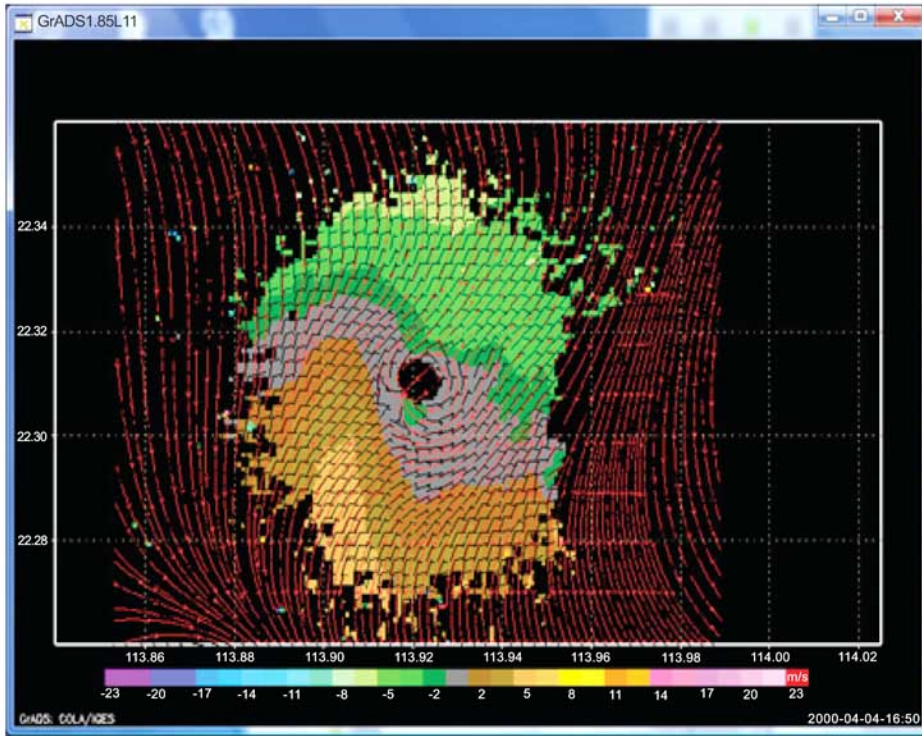 GrADS1.85L11
22.34
22.32
22.30
22.28
113.86 113.88 113.90 113.92 113.94 113.96 113.98 114.00 114.02
m/s
-23 -20 -17 -14 -11 -8 -5 -2 2 5 8 11 14 17 20 23
GrADS: COLA/IGES 2000-04-04-16:50